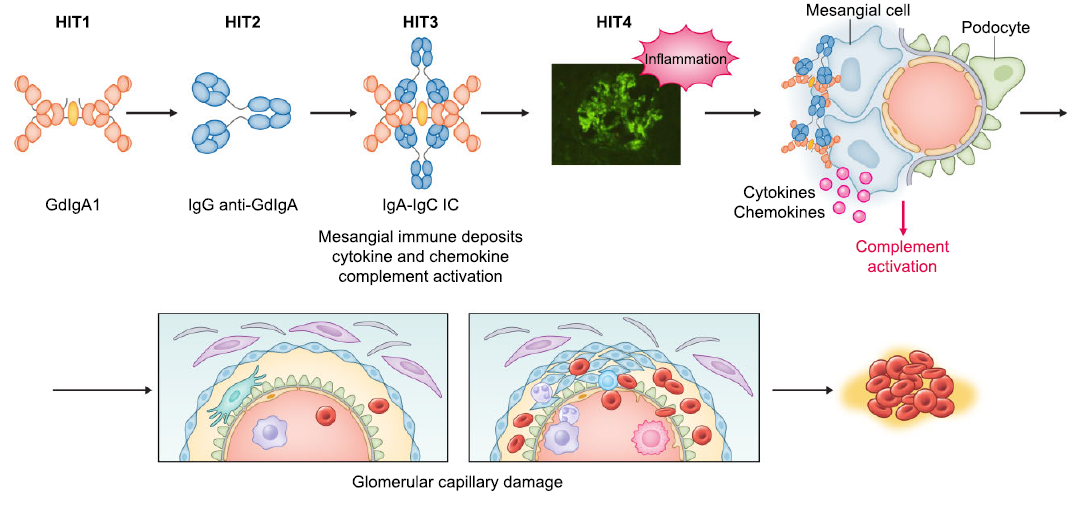 HIT1
HIT2
HIT3
HIT4
Inflammation
Mesangial cell
Podocyte
GdIgA1
IgG anti-GdIgA
IgA-IgC IC
Mesangial immune deposits
cytokine and chemokine
complement activation
Cytokines
Chemokines
Complement
activation
Glomerular capillary damage